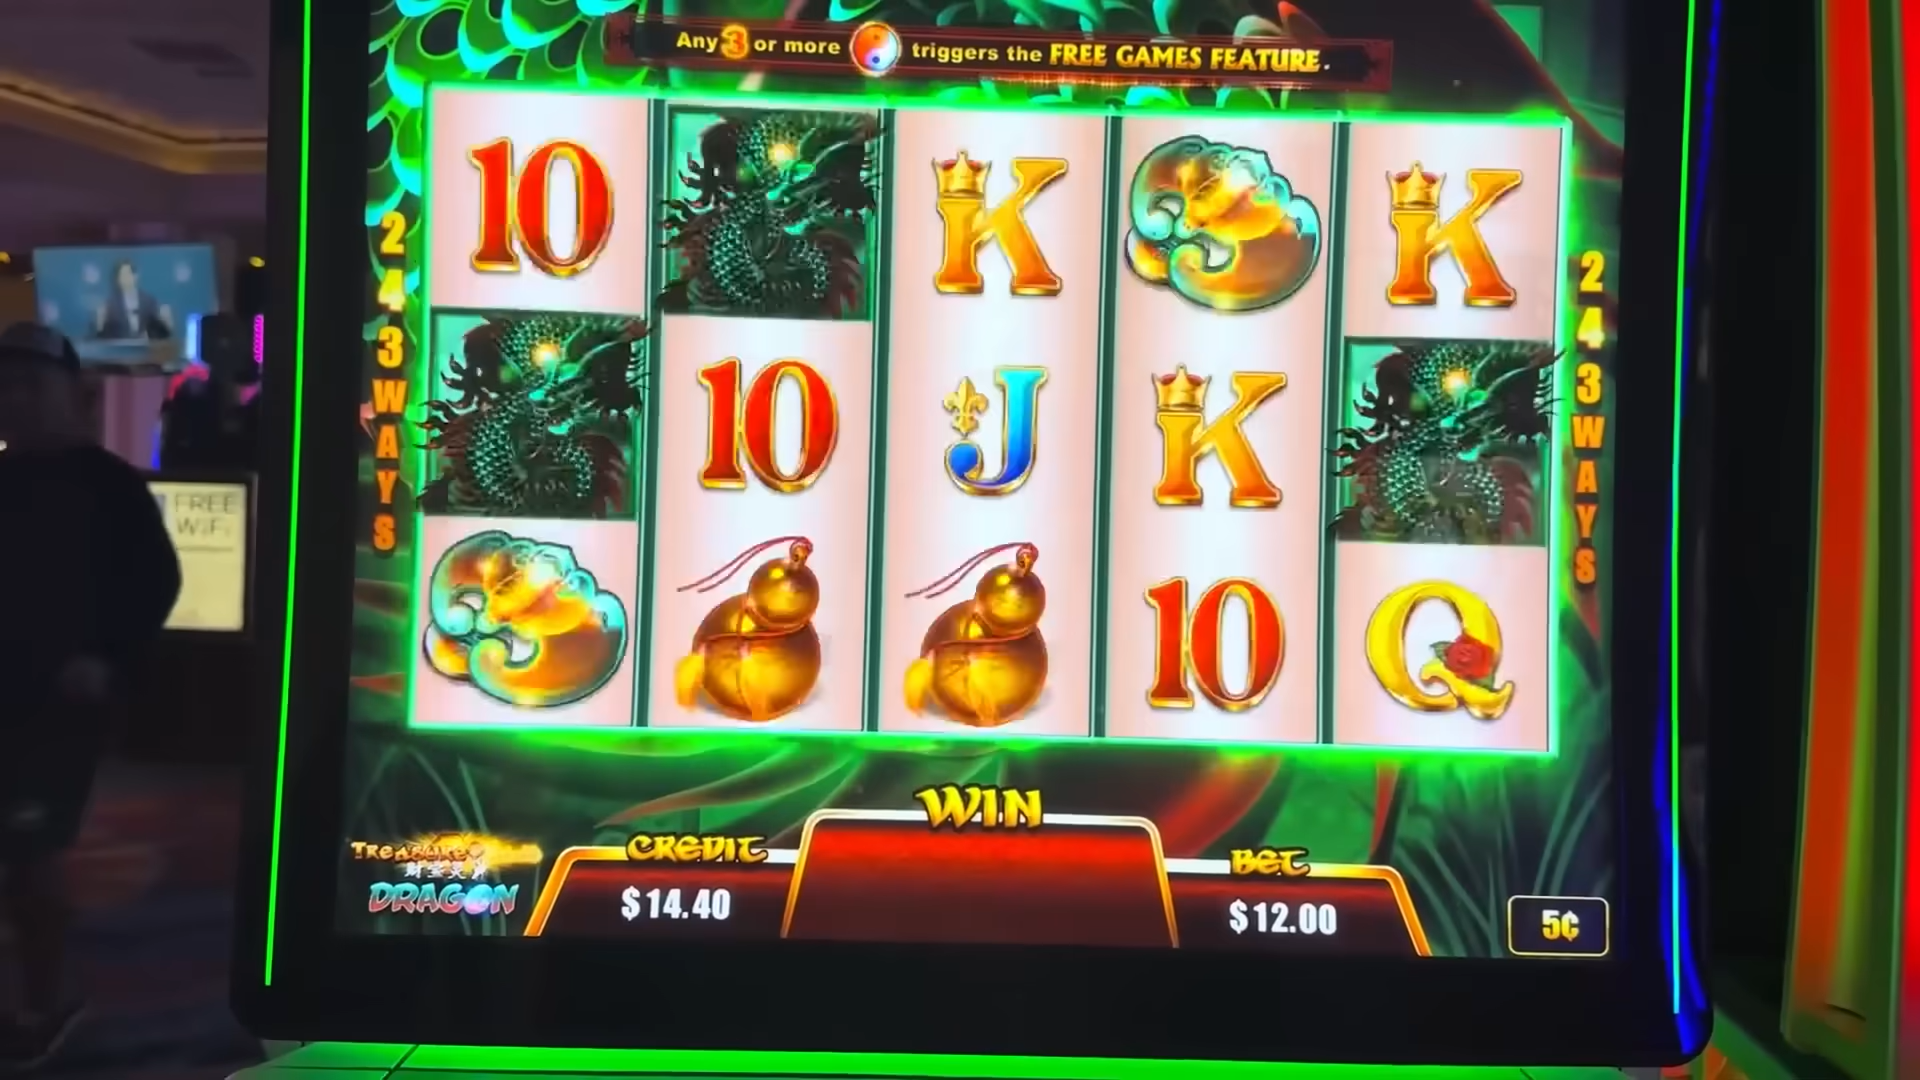 Any 3 or more triggers the FREE GAMES FEATURE.
10
K
K
243 WAYS
243 WAYS
10
J
K
10
Q
FREE
WiFi
WIN
CREDIT
BET
TREASURE
DRAGON
$14.40
$12.00
5¢